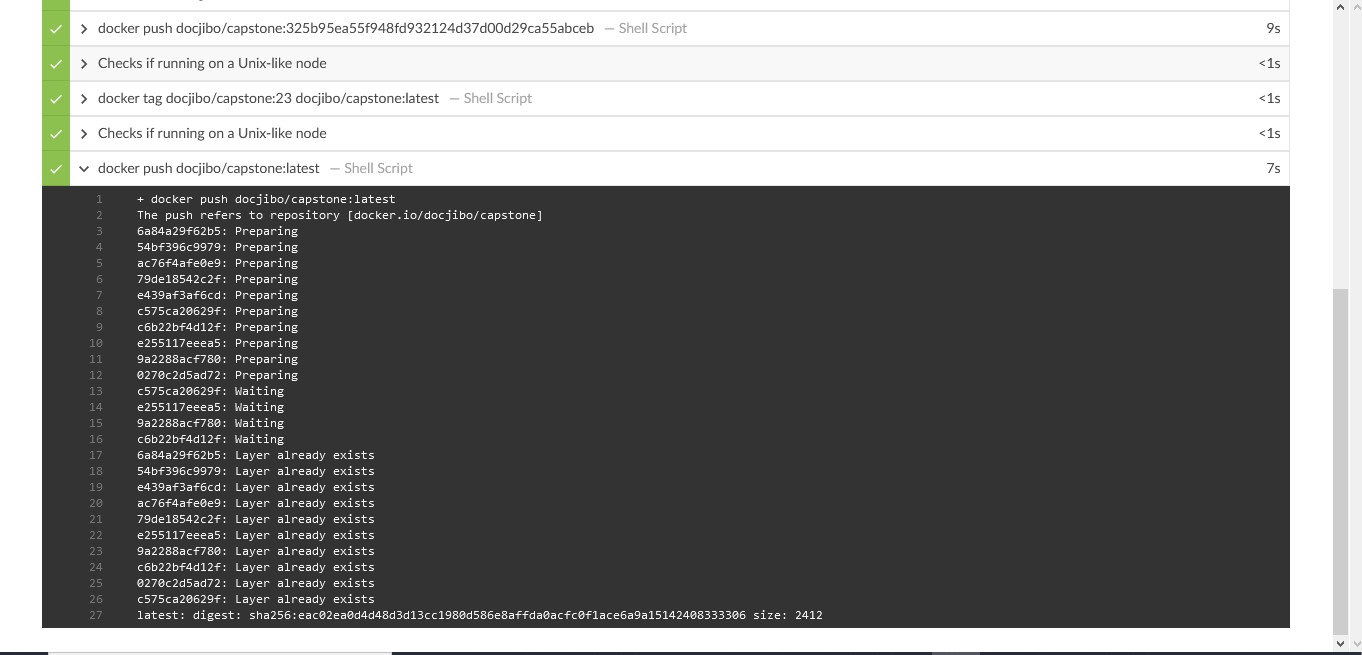 docker push docjibo/capstone:325b95ea55f948fd932124d37d00d29ca55abceb — Shell Script 9s
Checks if running on a Unix-like node <1s
docker tag docjibo/capstone:23 docjibo/capstone:latest — Shell Script <1s
Checks if running on a Unix-like node <1s
docker push docjibo/capstone:latest — Shell Script 7s
1 + docker push docjibo/capstone:latest
2 The push refers to repository [docker.io/docjibo/capstone]
3 6a84a29f62b5: Preparing
4 54bf396c9979: Preparing
5 ac76f4afe0e9: Preparing
6 79de18542c2f: Preparing
7 e439af3af6cd: Preparing
8 c575ca20629f: Preparing
9 c6b22bf4d12f: Preparing
10 e255117eeea5: Preparing
11 9a2288acf780: Preparing
12 0270c2d5ad72: Preparing
13 c575ca20629f: Waiting
14 e255117eeea5: Waiting
15 9a2288acf780: Waiting
16 c6b22bf4d12f: Waiting
17 6a84a29f62b5: Layer already exists
18 54bf396c9979: Layer already exists
19 e439af3af6cd: Layer already exists
20 ac76f4afe0e9: Layer already exists
21 79de18542c2f: Layer already exists
22 e255117eeea5: Layer already exists
23 9a2288acf780: Layer already exists
24 c6b22bf4d12f: Layer already exists
25 0270c2d5ad72: Layer already exists
26 c575ca20629f: Layer already exists
27 latest: digest: sha256:eac02ea0d4d48d3d13cc1980d586e8affda0acfc0f1ace6a9a15142408333306 size: 2412